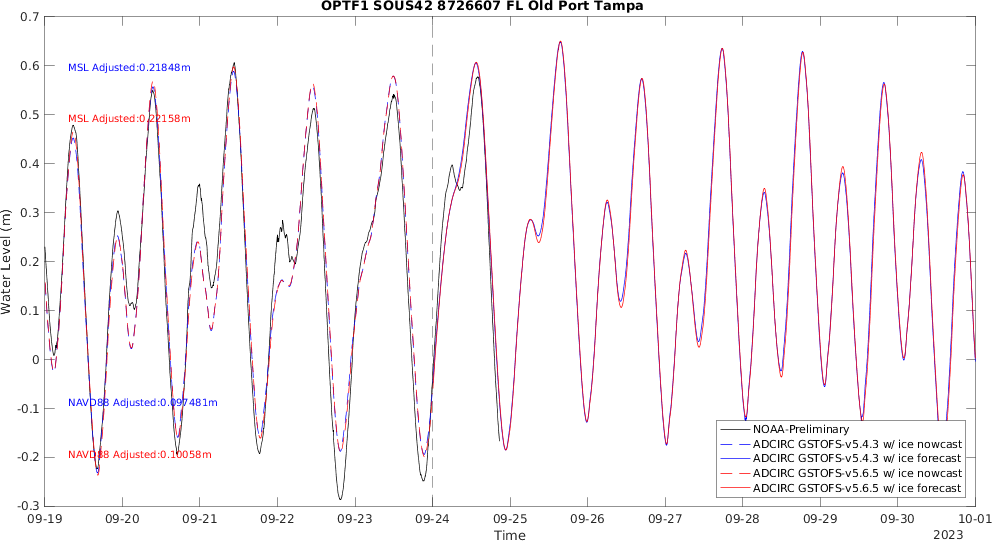 OPTF1 SOUS42 8726607 FL Old Port Tampa
0.7
0.6
0.5
0.4
0.3
0.2
0.1
0
-0.1
-0.2
-0.3
Water Level (m)
MSL Adjusted:0.21848m
MSL Adjusted:0.22158m
NAVD88 Adjusted:0.097481m
NAVD88 Adjusted:0.10058m
NOAA-Preliminary
ADCIRC GSTOFS-v5.4.3 w/ ice nowcast
ADCIRC GSTOFS-v5.4.3 w/ ice forecast
ADCIRC GSTOFS-v5.6.5 w/ ice nowcast
ADCIRC GSTOFS-v5.6.5 w/ ice forecast
09-19 09-20 09-21 09-22 09-23 09-24 09-25 09-26 09-27 09-28 09-29 09-30 10-01
Time
2023